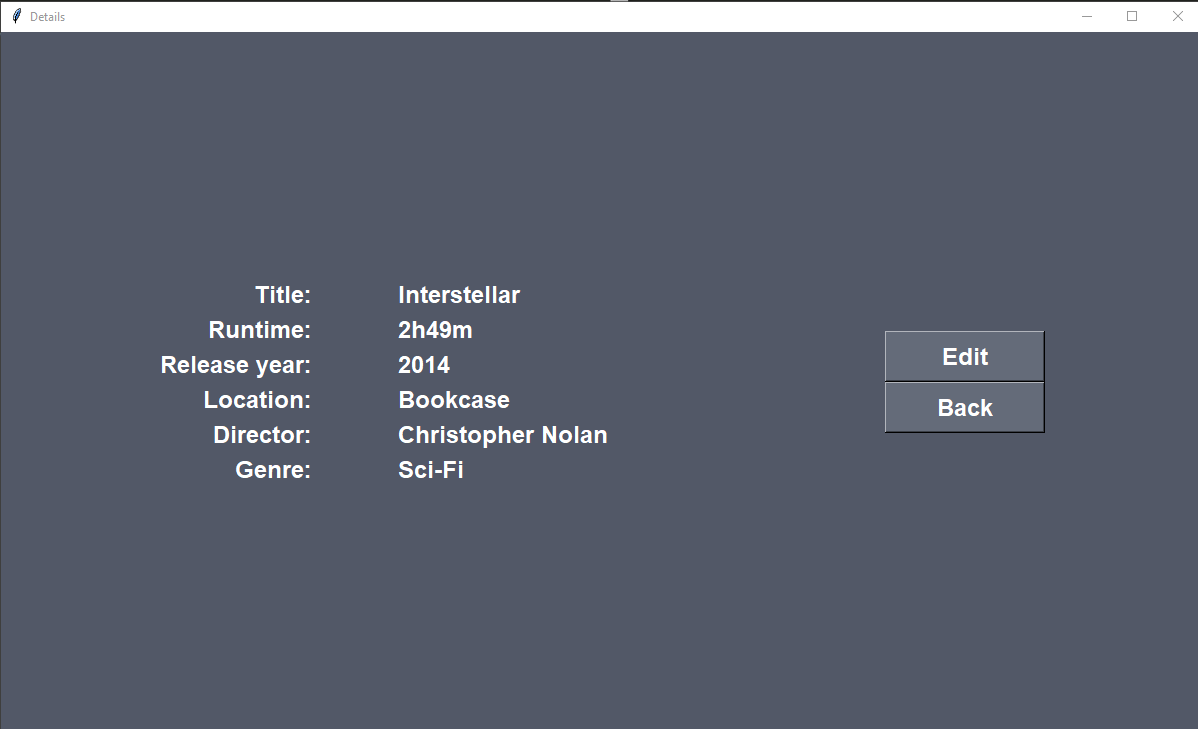 Details
Title: Interstellar
Runtime: 2h49m
Release year: 2014
Location: Bookcase
Director: Christopher Nolan
Genre: Sci-Fi
Edit
Back